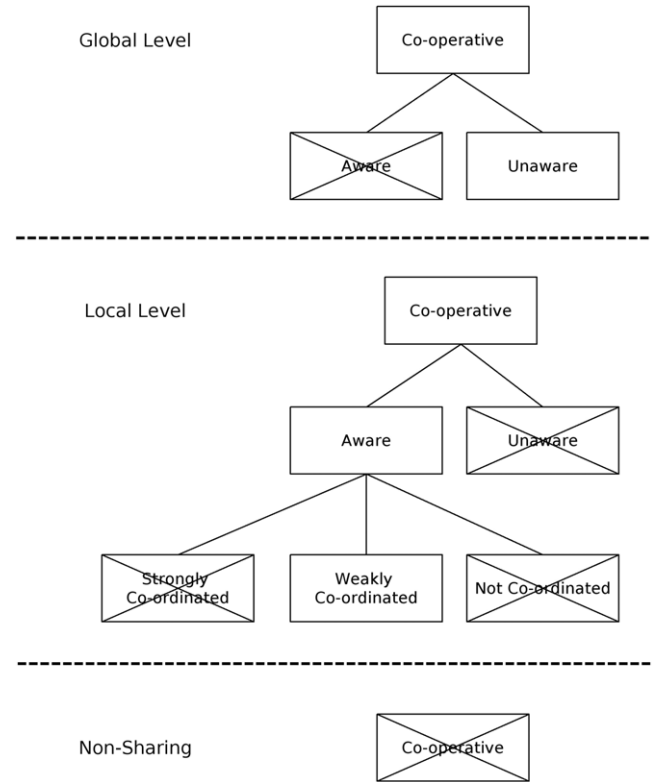 Global Level
Co-operative
Aware
Unaware
Local Level
Co-operative
Aware
Unaware
Strongly
Co-ordinated
Weakly
Co-ordinated
Not Co-ordinated
Non-Sharing
Co-operative